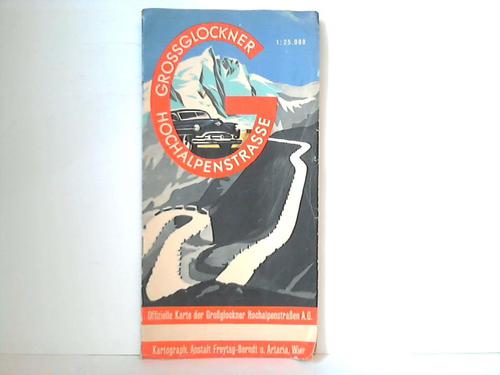 GROSSGLOCKNER
1:25.000
HOCHALPENSTRASSE
Offizielle Karte der Großglockner Hochalpenstraßen A.G.
Kartograph. Anstalt Freytag-Berndt u. Artaria, Wien